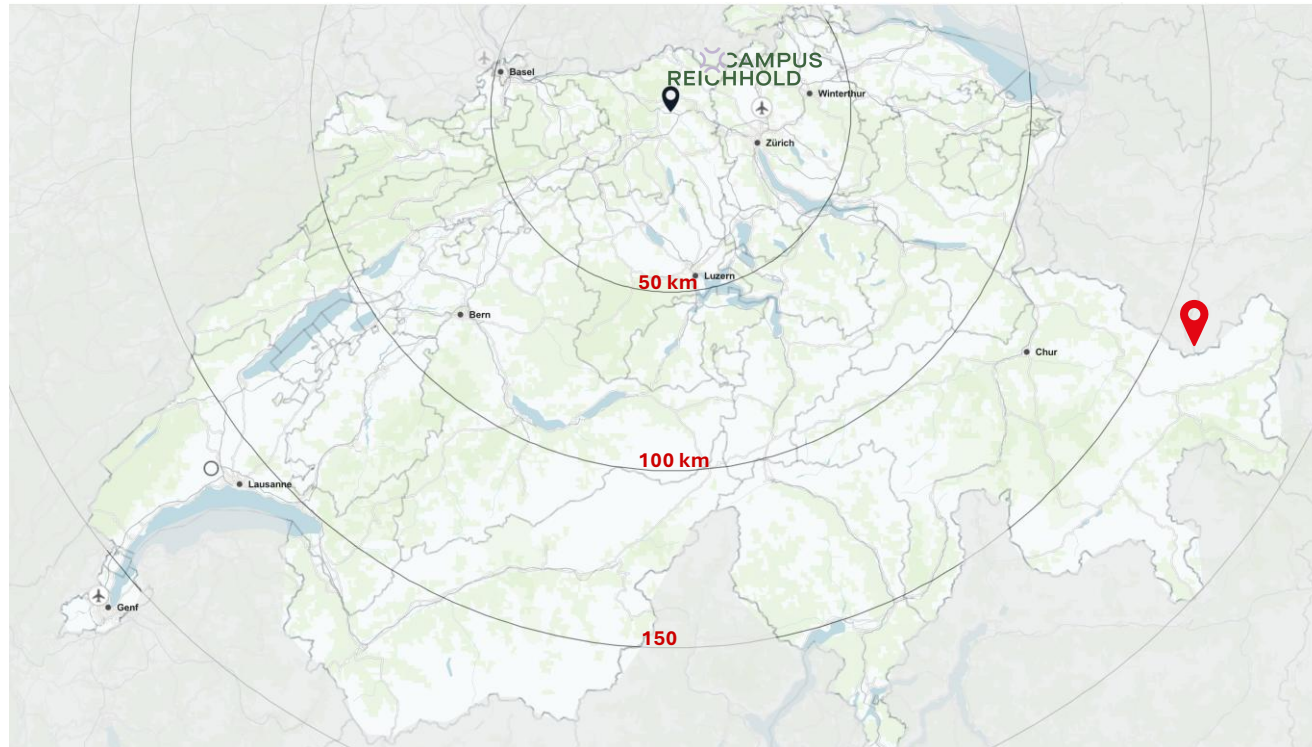 CAMPUS
REICHHOLD
Basel
Winterthur
Zürich
Luzern
50 km
Bern
Chur
100 km
Lausanne
Genf
150